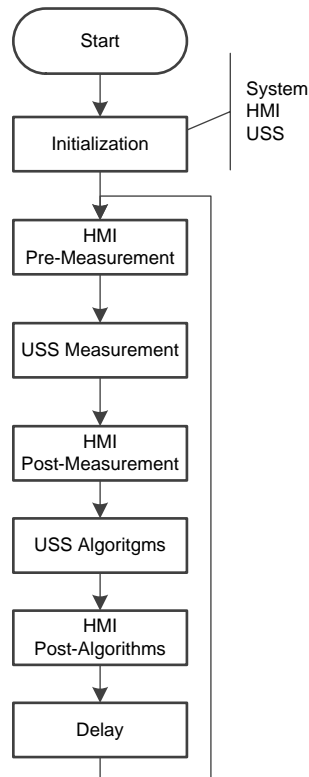 Start
System
HMI
USS
Initialization
HMI
Pre-Measurement
USS Measurement
HMI
Post-Measurement
USS Algoritgms
HMI
Post-Algorithms
Delay